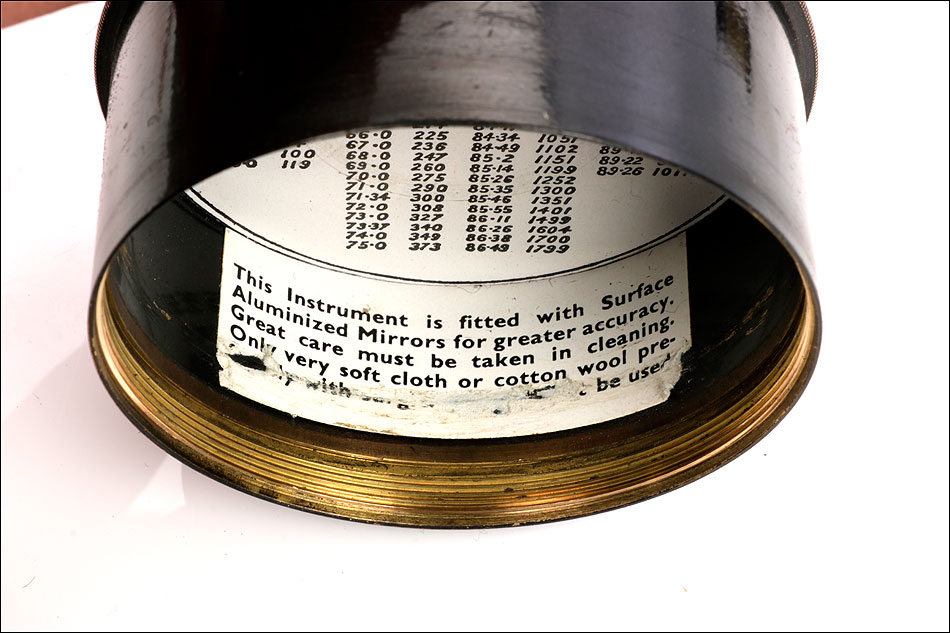 66·0 225 84·34 1051
67·0 236 84·49 1102
100 68·0 247 85·2 1151 89·22
119 69·0 260 85·14 1199 89·26
70·0 275 85·26 1252
71·0 290 85·35 1300
71·34 300 85·46 1351
72·0 308 85·55 1401
73·0 327 86·11 1499
73·37 340 86·26 1604
74·0 349 86·38 1700
75·0 373 86·49 1799
This Instrument is fitted with Surface
Aluminized Mirrors for greater accuracy.
Great care must be taken in cleaning.
Only very soft cloth or cotton wool pre-
with be used